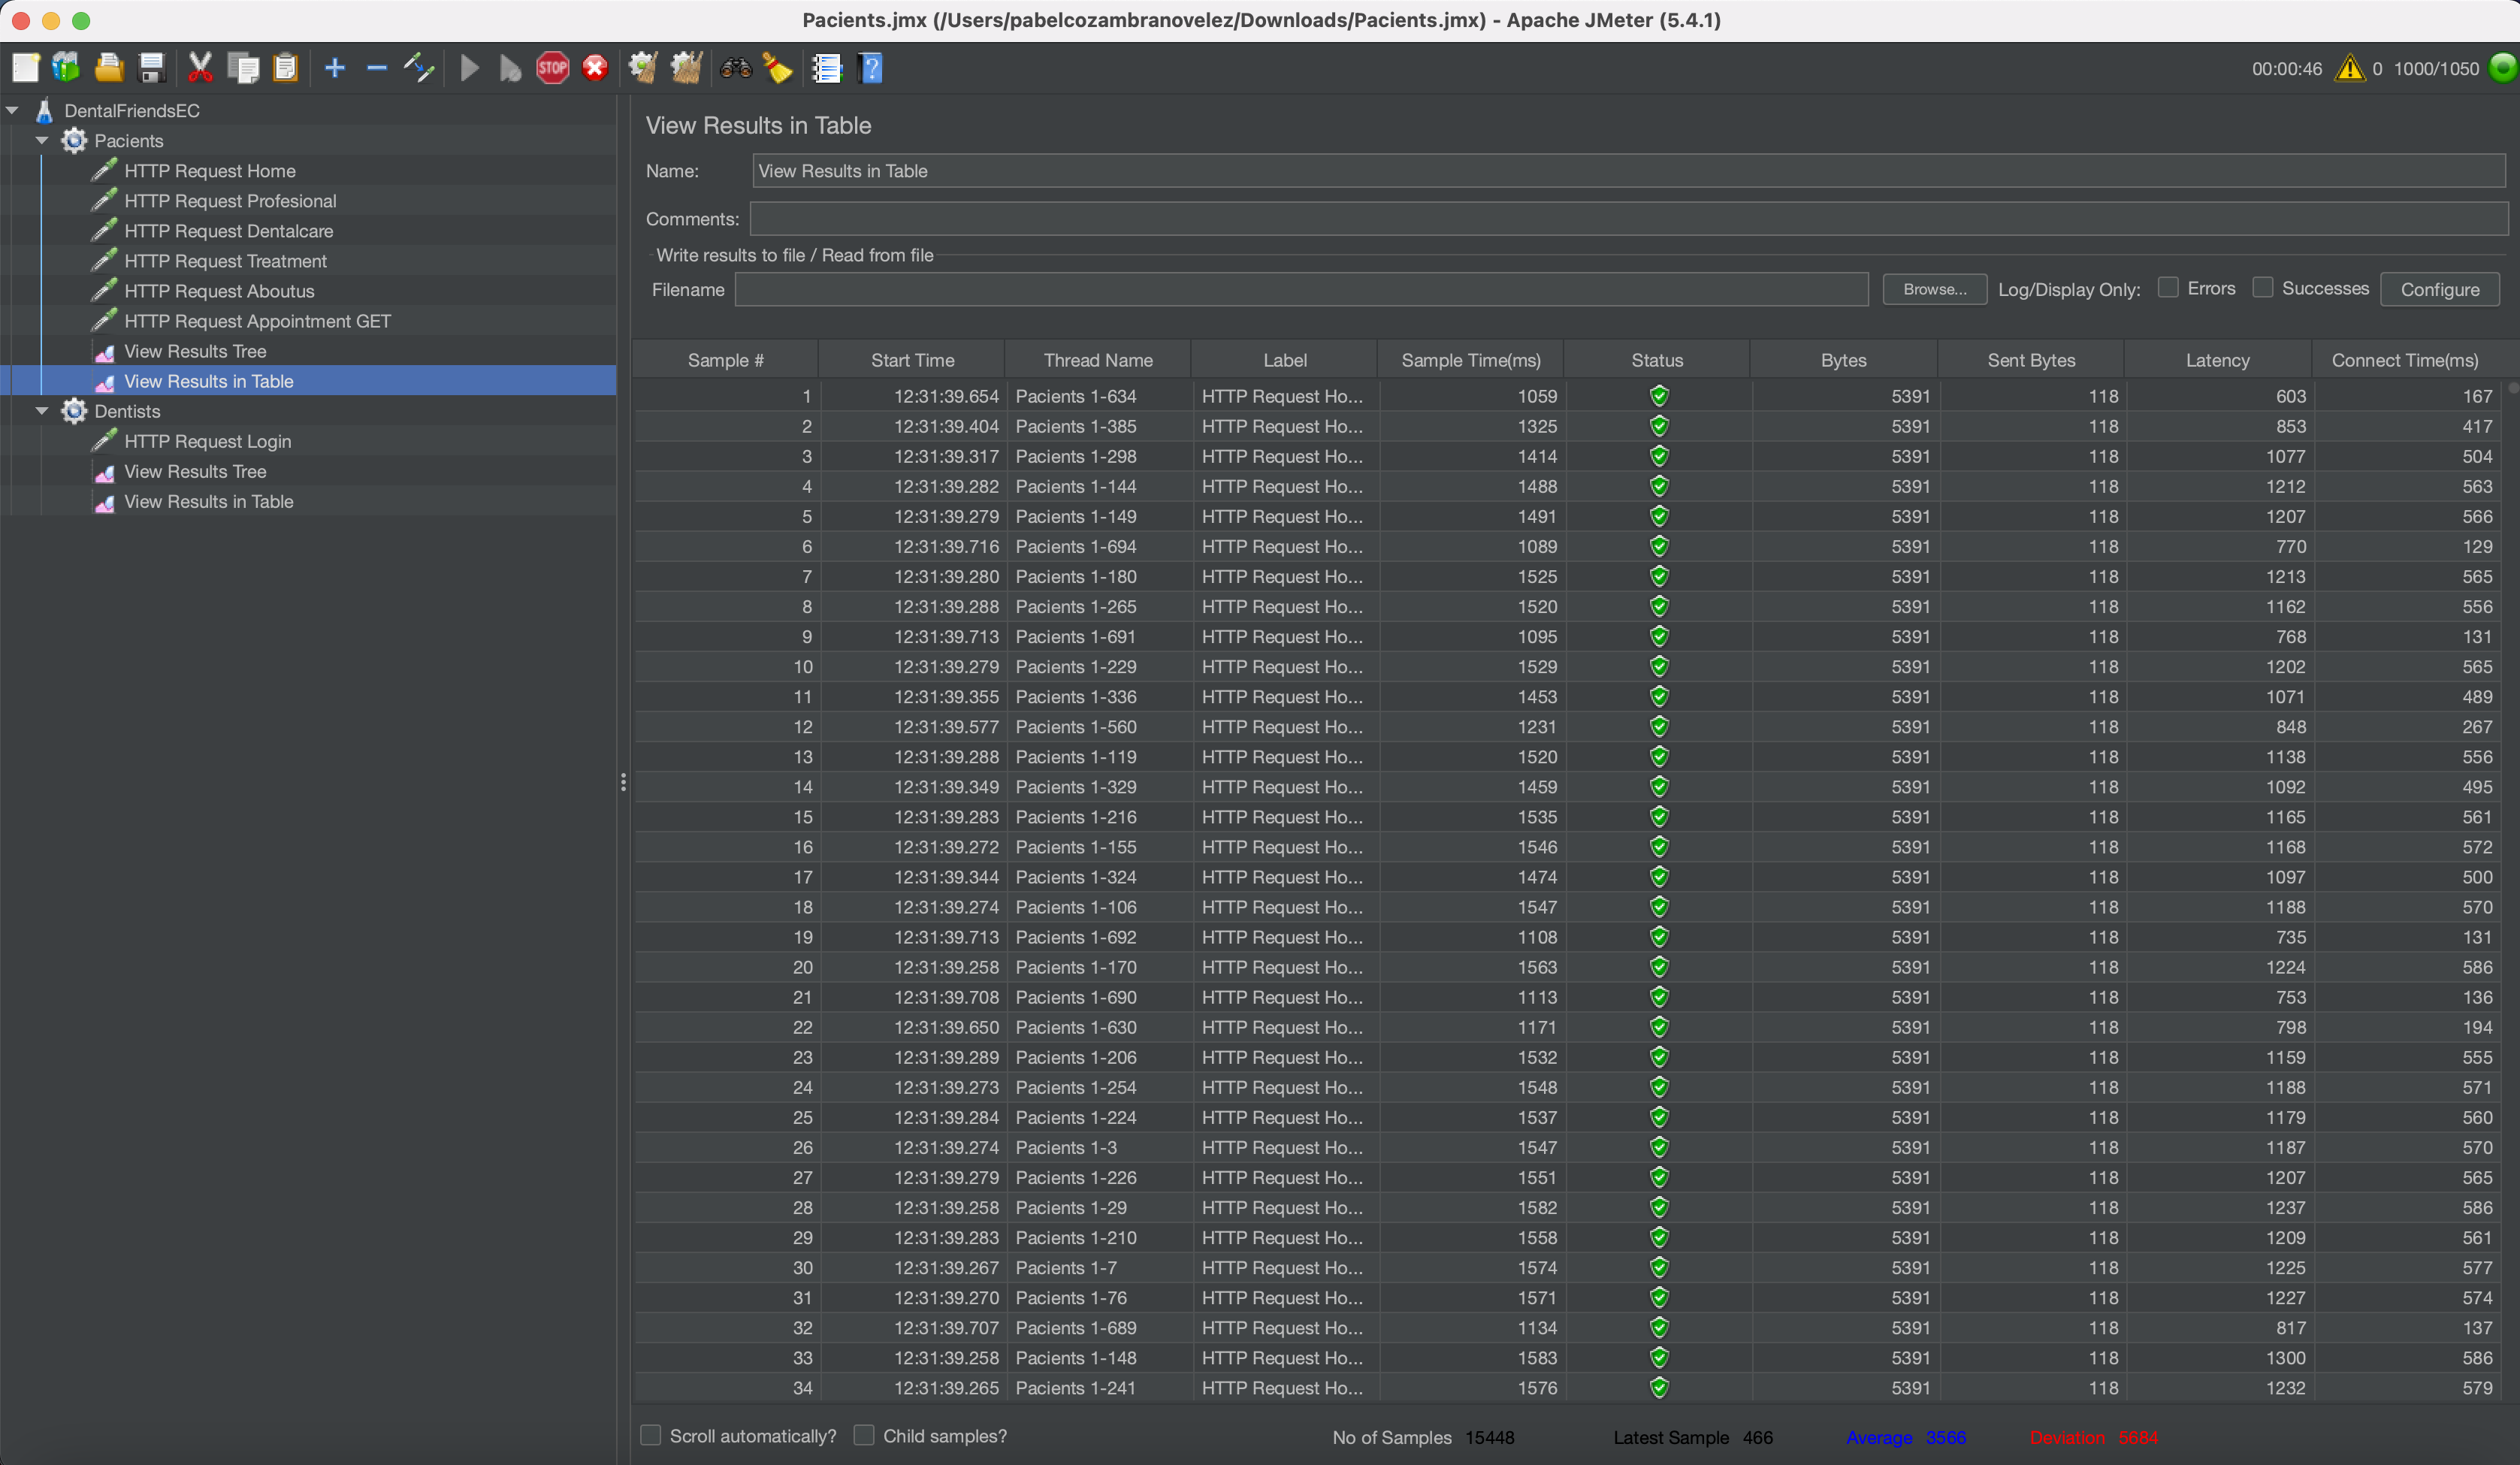 Pacients.jmx (/Users/pabelcozambranovelez/Downloads/Pacients.jmx) - Apache JMeter (5.4.1)
STOP
00:00:46 0 1000/1050
DentalFriendsEC
Pacients
HTTP Request Home
HTTP Request Profesional
HTTP Request Dentalcare
HTTP Request Treatment
HTTP Request Aboutus
HTTP Request Appointment GET
View Results Tree
View Results in Table
Dentists
HTTP Request Login
View Results Tree
View Results in Table
View Results in Table
Name: View Results in Table
Comments:
Write results to file / Read from file
Filename Browse... Log/Display Only: Errors Successes Configure
Sample # Start Time Thread Name Label Sample Time(ms) Status Bytes Sent Bytes Latency Connect Time(ms)
1 12:31:39.654 Pacients 1-634 HTTP Request Ho... 1059 5391 118 603 167
2 12:31:39.404 Pacients 1-385 HTTP Request Ho... 1325 5391 118 853 417
3 12:31:39.317 Pacients 1-298 HTTP Request Ho... 1414 5391 118 1077 504
4 12:31:39.282 Pacients 1-144 HTTP Request Ho... 1488 5391 118 1212 563
5 12:31:39.279 Pacients 1-149 HTTP Request Ho... 1491 5391 118 1207 566
6 12:31:39.716 Pacients 1-694 HTTP Request Ho... 1089 5391 118 770 129
7 12:31:39.280 Pacients 1-180 HTTP Request Ho... 1525 5391 118 1213 565
8 12:31:39.288 Pacients 1-265 HTTP Request Ho... 1520 5391 118 1162 556
9 12:31:39.713 Pacients 1-691 HTTP Request Ho... 1095 5391 118 768 131
10 12:31:39.279 Pacients 1-229 HTTP Request Ho... 1529 5391 118 1202 565
11 12:31:39.355 Pacients 1-336 HTTP Request Ho... 1453 5391 118 1071 489
12 12:31:39.577 Pacients 1-560 HTTP Request Ho... 1231 5391 118 848 267
13 12:31:39.288 Pacients 1-119 HTTP Request Ho... 1520 5391 118 1138 556
14 12:31:39.349 Pacients 1-329 HTTP Request Ho... 1459 5391 118 1092 495
15 12:31:39.283 Pacients 1-216 HTTP Request Ho... 1535 5391 118 1165 561
16 12:31:39.272 Pacients 1-155 HTTP Request Ho... 1546 5391 118 1168 572
17 12:31:39.344 Pacients 1-324 HTTP Request Ho... 1474 5391 118 1097 500
18 12:31:39.274 Pacients 1-106 HTTP Request Ho... 1547 5391 118 1188 570
19 12:31:39.713 Pacients 1-692 HTTP Request Ho... 1108 5391 118 735 131
20 12:31:39.258 Pacients 1-170 HTTP Request Ho... 1563 5391 118 1224 586
21 12:31:39.708 Pacients 1-690 HTTP Request Ho... 1113 5391 118 753 136
22 12:31:39.650 Pacients 1-630 HTTP Request Ho... 1171 5391 118 798 194
23 12:31:39.289 Pacients 1-206 HTTP Request Ho... 1532 5391 118 1159 555
24 12:31:39.273 Pacients 1-254 HTTP Request Ho... 1548 5391 118 1188 571
25 12:31:39.284 Pacients 1-224 HTTP Request Ho... 1537 5391 118 1179 560
26 12:31:39.274 Pacients 1-3 HTTP Request Ho... 1547 5391 118 1187 570
27 12:31:39.279 Pacients 1-226 HTTP Request Ho... 1551 5391 118 1207 565
28 12:31:39.258 Pacients 1-29 HTTP Request Ho... 1582 5391 118 1237 586
29 12:31:39.283 Pacients 1-210 HTTP Request Ho... 1558 5391 118 1209 561
30 12:31:39.267 Pacients 1-7 HTTP Request Ho... 1574 5391 118 1225 577
31 12:31:39.270 Pacients 1-76 HTTP Request Ho... 1571 5391 118 1227 574
32 12:31:39.707 Pacients 1-689 HTTP Request Ho... 1134 5391 118 817 137
33 12:31:39.258 Pacients 1-148 HTTP Request Ho... 1583 5391 118 1300 586
34 12:31:39.265 Pacients 1-241 HTTP Request Ho... 1576 5391 118 1232 579
Scroll automatically? Child samples? No of Samples 15448 Latest Sample 466 Average 3566 Deviation 5684